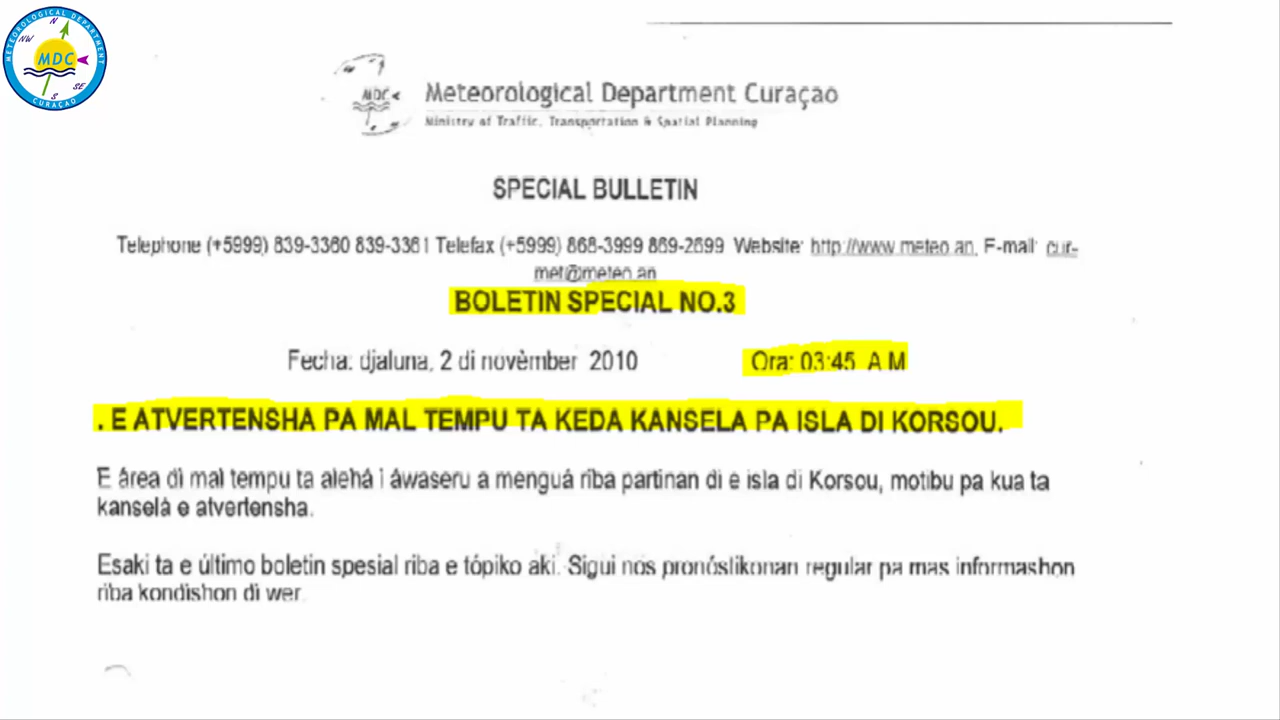 METEOROLOGICAL DEPARTMENT
N
NW
MDC
SE
S
CURAÇAO
MDC
Meteorological Department Curaçao
Ministry of Traffic, Transportation & Spatial Planning
SPECIAL BULLETIN
Telephone (+5999) 839-3360 839-3361 Telefax (+5999) 868-3999 869-2699 Website: http://www.meteo.an, E-mail: cur-
met@meteo.an
BOLETIN SPECIAL NO.3
Fecha: djaluna, 2 di novèmber 2010 Ora: 03:45 A M
. E ATVERTENSHA PA MAL TEMPU TA KEDA KANSELA PA ISLA DI KORSOU.
E área di mal tempu ta alehá i áwaseru a menguá riba partinan di e isla di Korsou, motibu pa kua ta
kanselá e atvertensha.
Esaki ta e último boletin spesial riba e tópiko aki. Sigui nos pronóstikonan regular pa mas informashon
riba kondishon di wer.